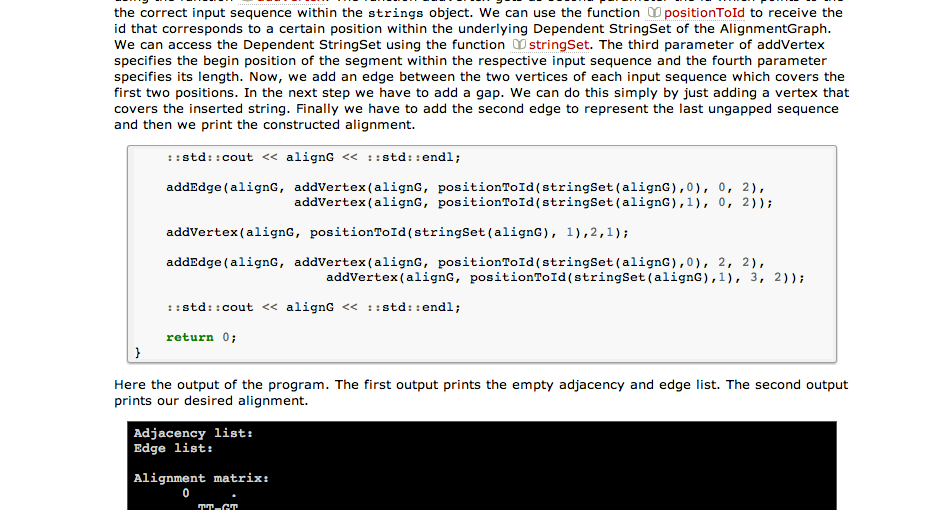 the correct input sequence within the strings object. We can use the function positionToId to receive the
id that corresponds to a certain position within the underlying Dependent StringSet of the AlignmentGraph.
We can access the Dependent StringSet using the function stringSet. The third parameter of addVertex
specifies the begin position of the segment within the respective input sequence and the fourth parameter
specifies its length. Now, we add an edge between the two vertices of each input sequence which covers the
first two positions. In the next step we have to add a gap. We can do this simply by just adding a vertex that
covers the inserted string. Finally we have to add the second edge to represent the last ungapped sequence
and then we print the constructed alignment.
::std::cout << alignG << ::std::endl;
addEdge(alignG, addVertex(alignG, positionToId(stringSet(alignG),0), 0, 2),
addVertex(alignG, positionToId(stringSet(alignG),1), 0, 2));
addVertex(alignG, positionToId(stringSet(alignG), 1),2,1);
addEdge(alignG, addVertex(alignG, positionToId(stringSet(alignG),0), 2, 2),
addVertex(alignG, positionToId(stringSet(alignG),1), 3, 2));
::std::cout << alignG << ::std::endl;
return 0;
}
Here the output of the program. The first output prints the empty adjacency and edge list. The second output
prints our desired alignment.
Adjacency list:
Edge list:
Alignment matrix:
0 .
TT-GT